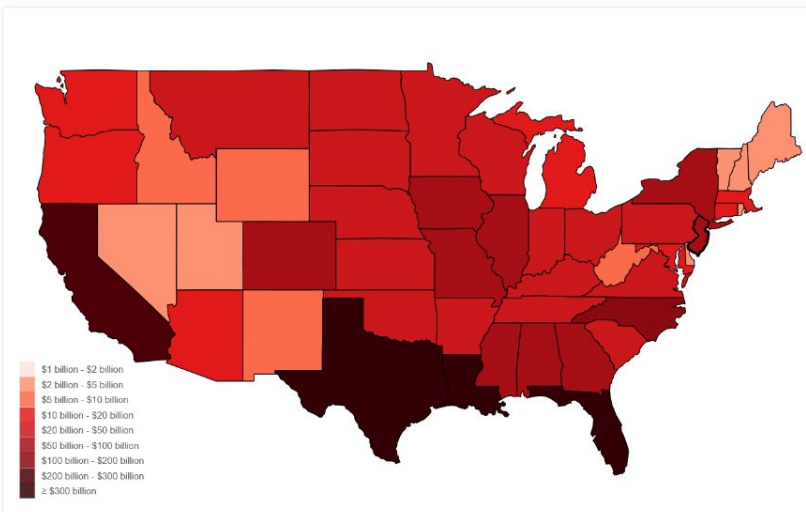 $1 billion - $2 billion
$2 billion - $5 billion
$5 billion - $10 billion
$10 billion - $20 billion
$20 billion - $50 billion
$50 billion - $100 billion
$100 billion - $200 billion
$200 billion - $300 billion
≥ $300 billion